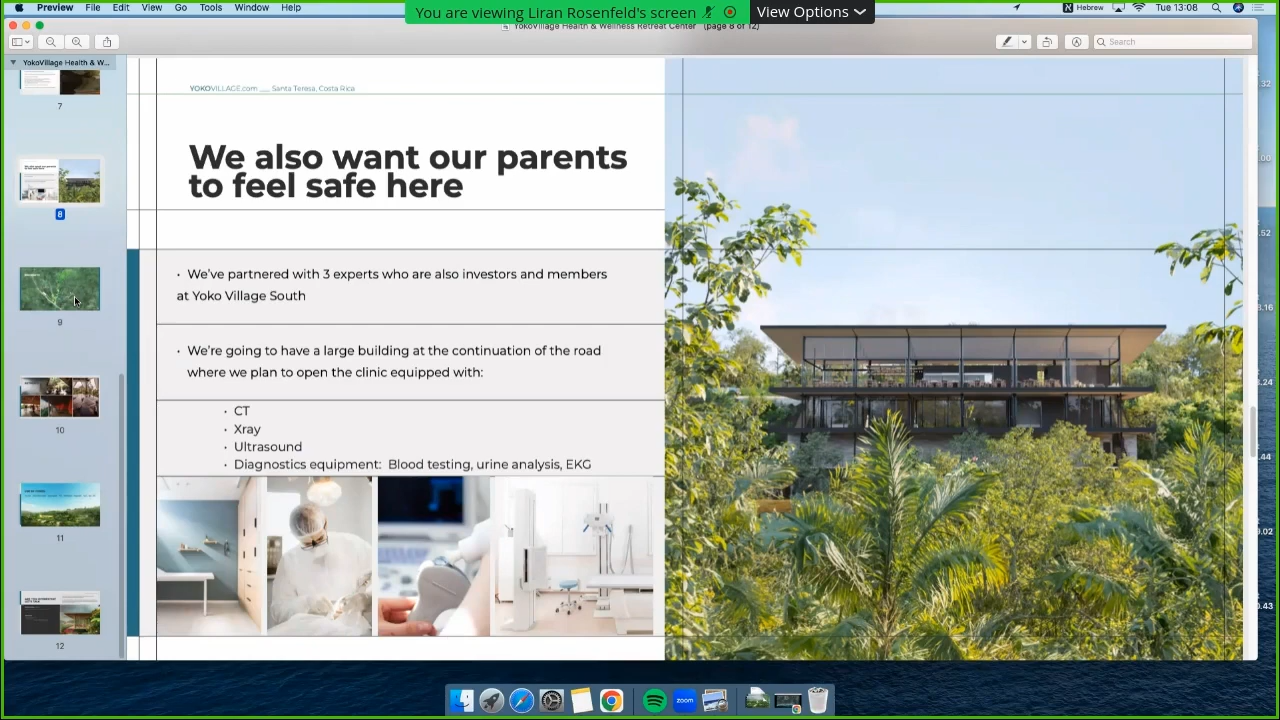 Preview File Edit View Go Tools Window Help
You are viewing Liran Rosenfeld's screen
View Options
Hebrew
Tue 13:08
YokoVillage Health & Wellness Retreat Center (page 8 of 12)
Search
YokoVillage Health & W...
7
8
9
10
11
12
YOKOVILLAGE.com __ Santa Teresa, Costa Rica
We also want our parents
to feel safe here
• We've partnered with 3 experts who are also investors and members
at Yoko Village South
• We're going to have a large building at the continuation of the road
where we plan to open the clinic equipped with:
• CT
• Xray
• Ultrasound
• Diagnostics equipment: Blood testing, urine analysis, EKG
zoom